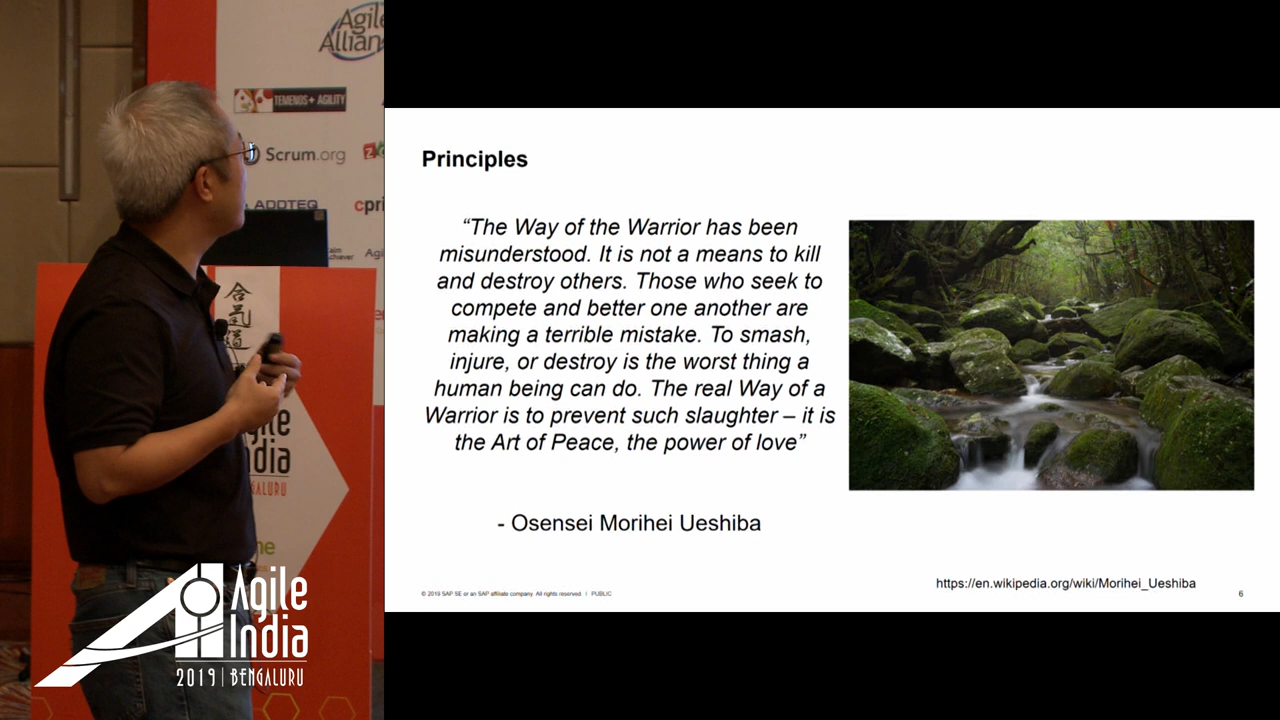 Agile
Allian
TEMENOS + AGILITY
Scrum.org
ADDTEQ
cpri
Agil
合
氣
道
Agile
India
BENGALURU
Agile
India
2019 | BENGALURU
Principles
“The Way of the Warrior has been
misunderstood. It is not a means to kill
and destroy others. Those who seek to
compete and better one another are
making a terrible mistake. To smash,
injure, or destroy is the worst thing a
human being can do. The real Way of a
Warrior is to prevent such slaughter – it is
the Art of Peace, the power of love”
- Osensei Morihei Ueshiba
https://en.wikipedia.org/wiki/Morihei_Ueshiba
© 2019 SAP SE or an SAP affiliate company. All rights reserved. | PUBLIC
6